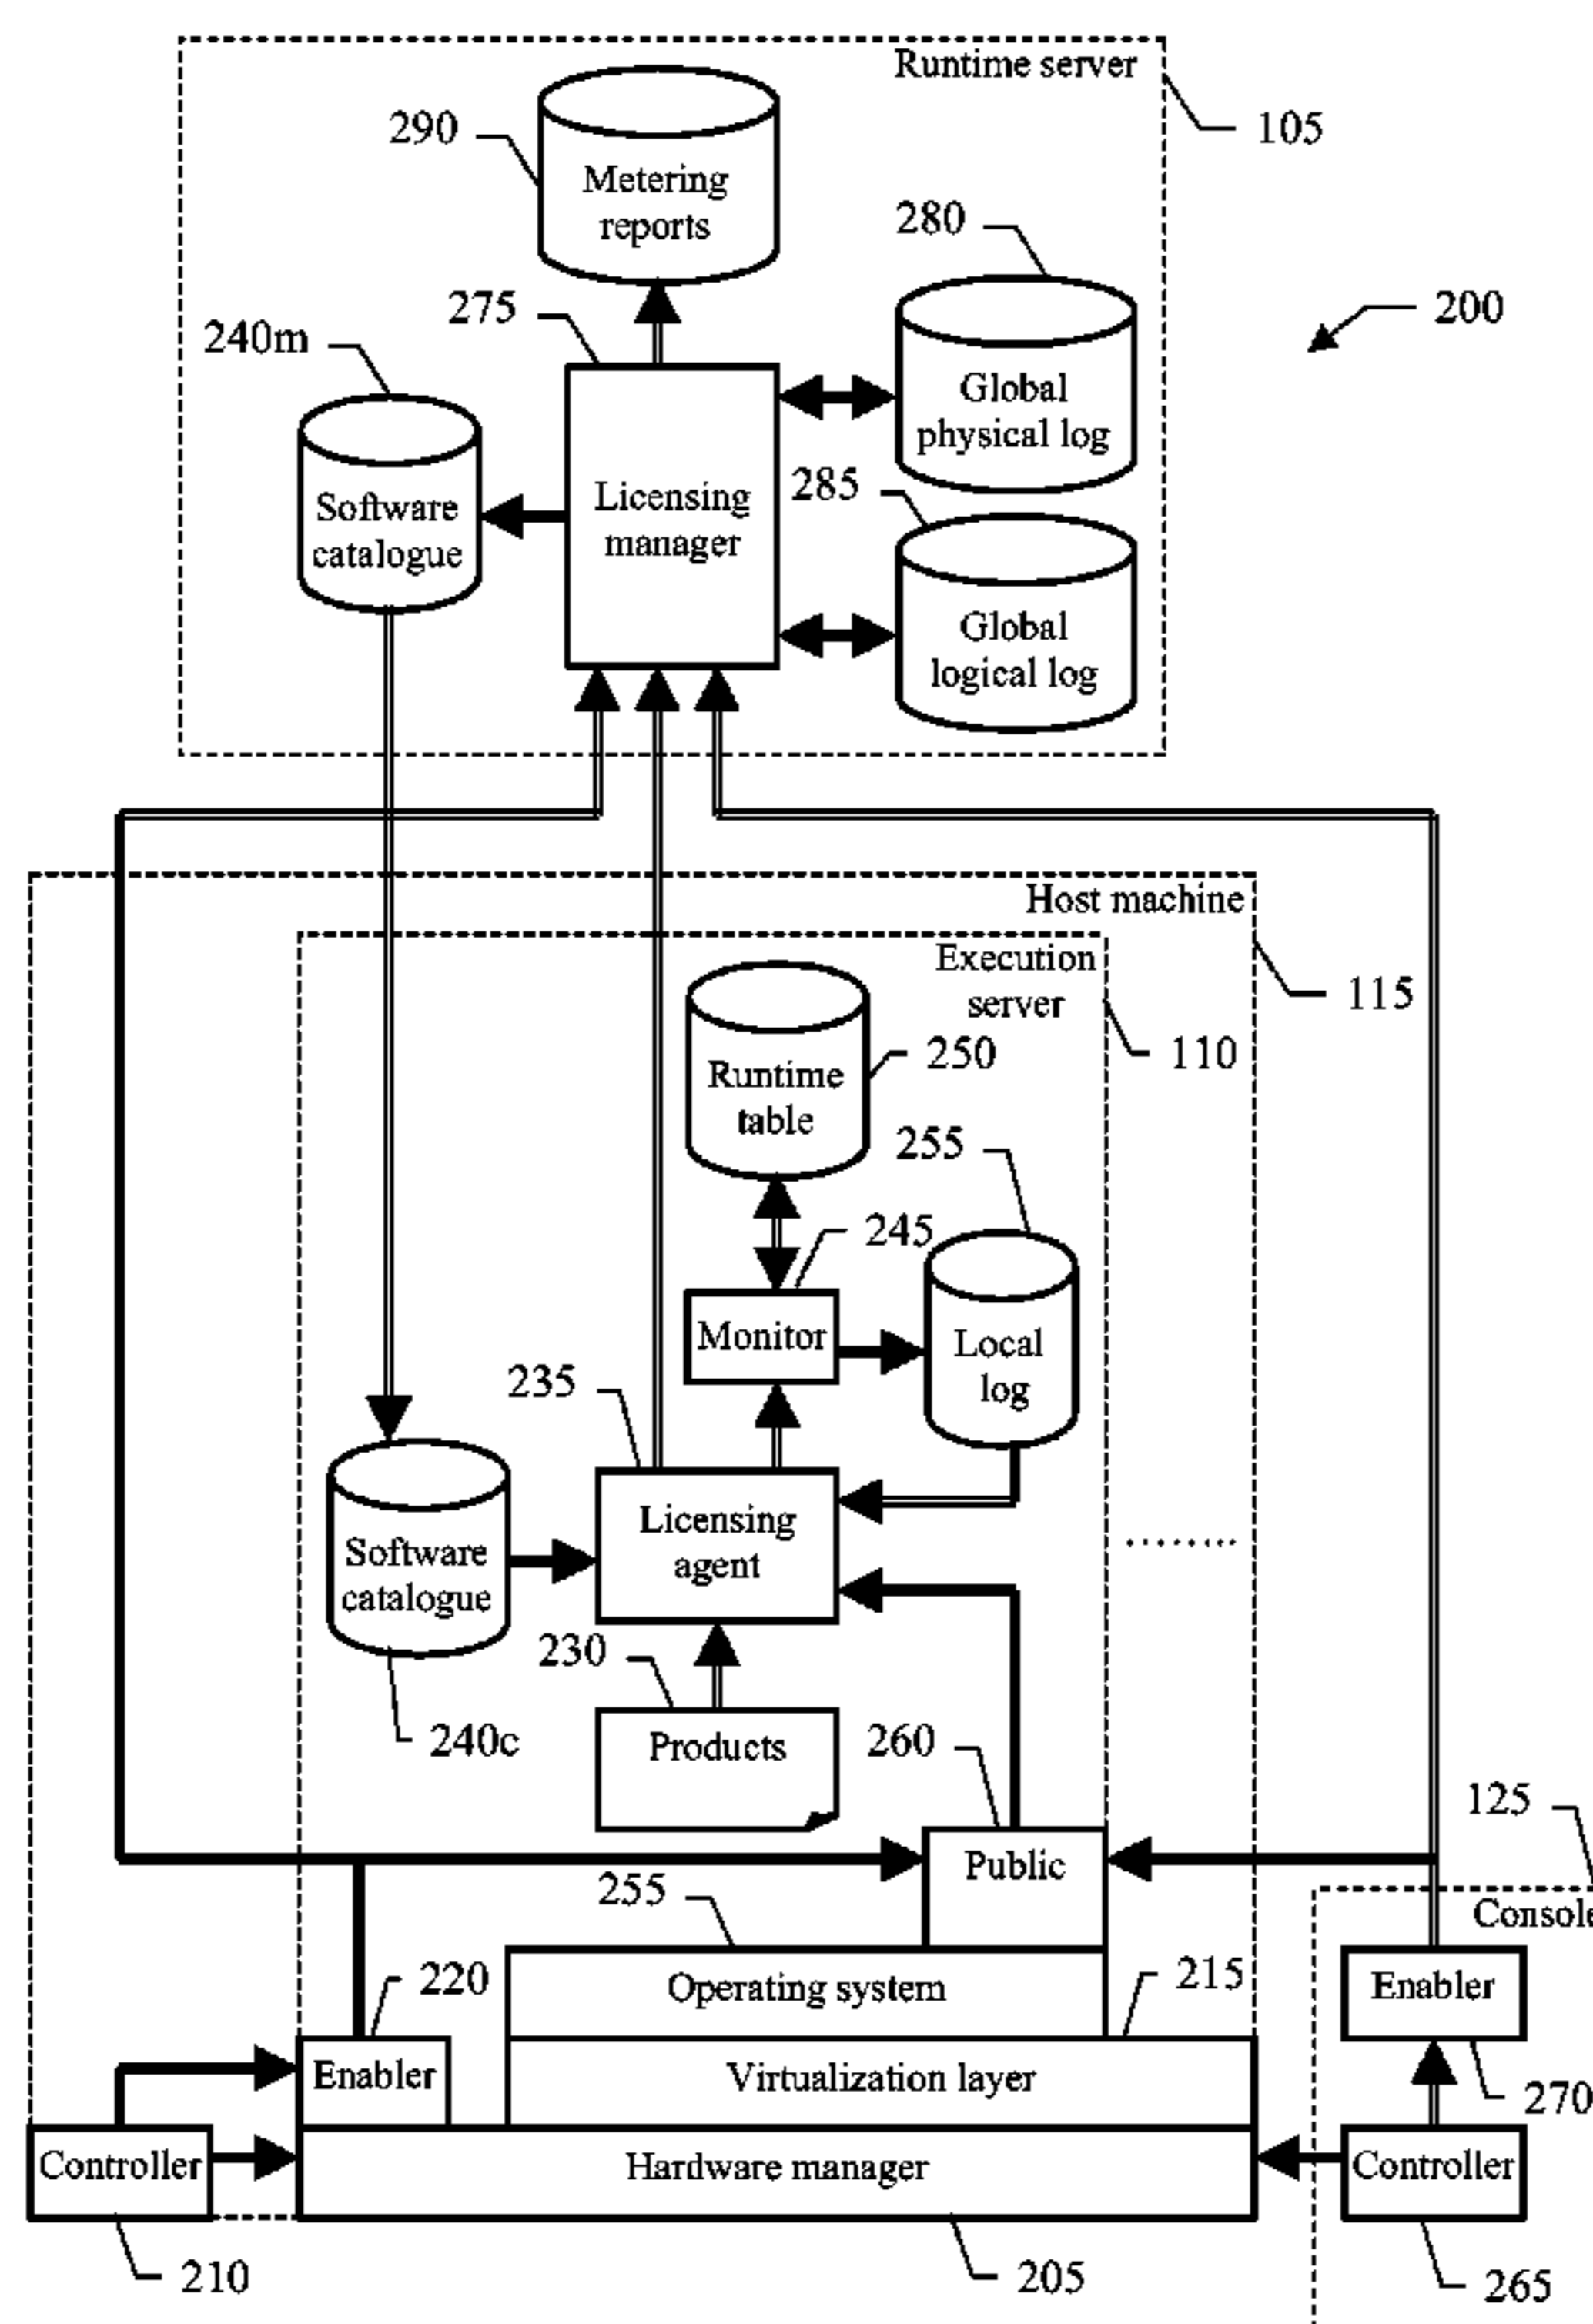 Runtime server
105
290
Metering
reports
280
275
200
240m
Global
physical log
Software
catalogue
Licensing
manager
285
Global
logical log
Host machine
Execution
server
115
250
110
Runtime
table
255
245
Monitor
Local
log
235
Licensing
agent
Software
catalogue
230
240c
Products
260
125
Public
255
Console
220
Operating system
215
Enabler
Enabler
Virtualization layer
270
Controller
Hardware manager
Controller
210
205
265